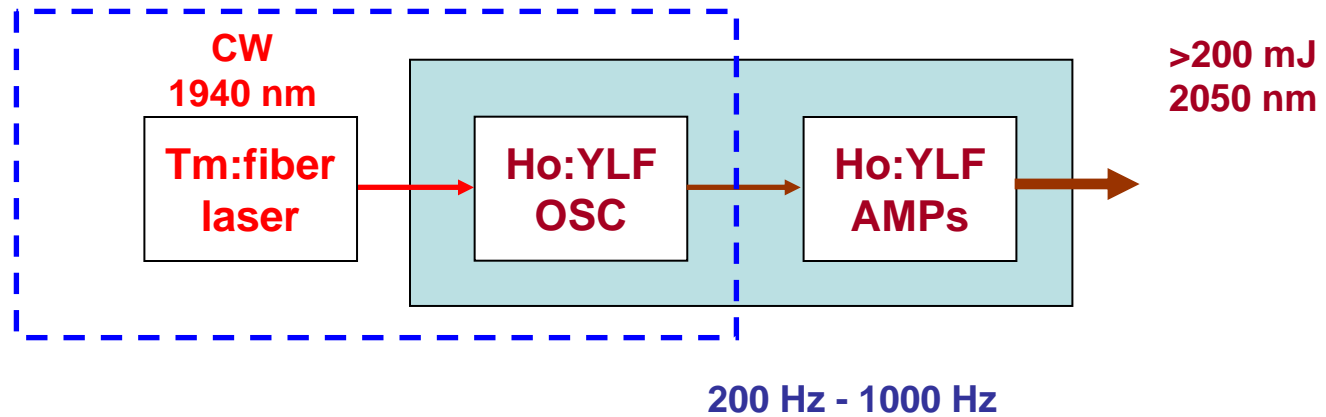 CW
1940 nm
Tm:fiber
laser
Ho:YLF
OSC
Ho:YLF
AMPs
>200 mJ
2050 nm
200 Hz - 1000 Hz